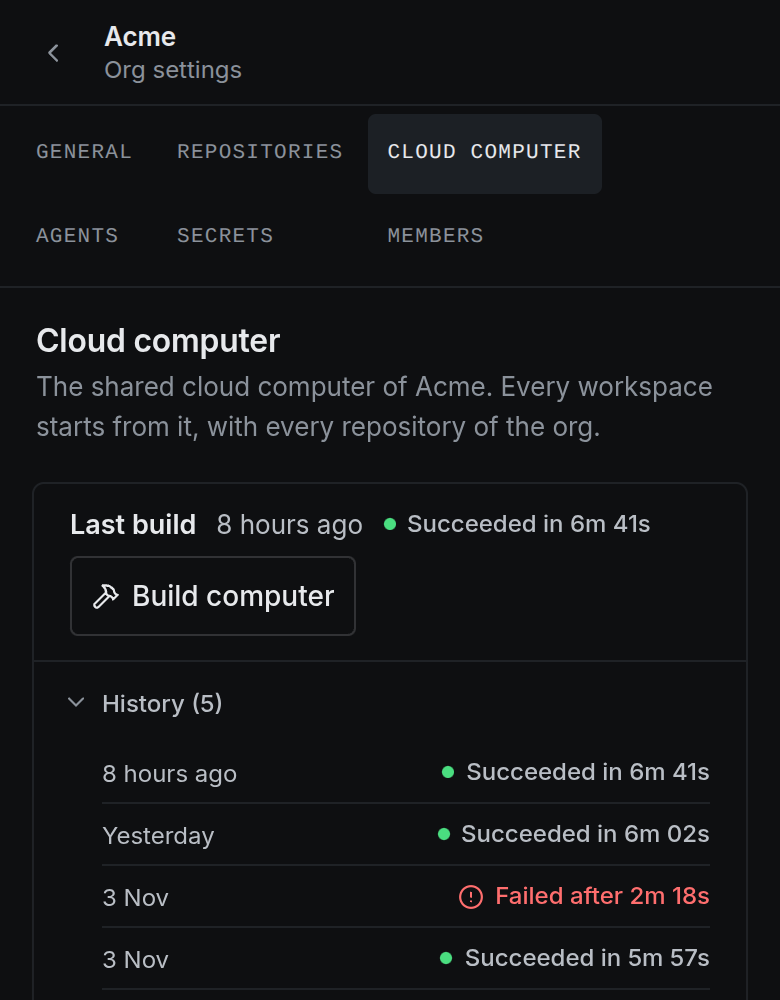 Acme
Org settings
GENERAL REPOSITORIES CLOUD COMPUTER
AGENTS SECRETS MEMBERS
Cloud computer
The shared cloud computer of Acme. Every workspace
starts from it, with every repository of the org.
Last build 8 hours ago Succeeded in 6m 41s
Build computer
History (5)
8 hours ago Succeeded in 6m 41s
Yesterday Succeeded in 6m 02s
3 Nov Failed after 2m 18s
3 Nov Succeeded in 5m 57s